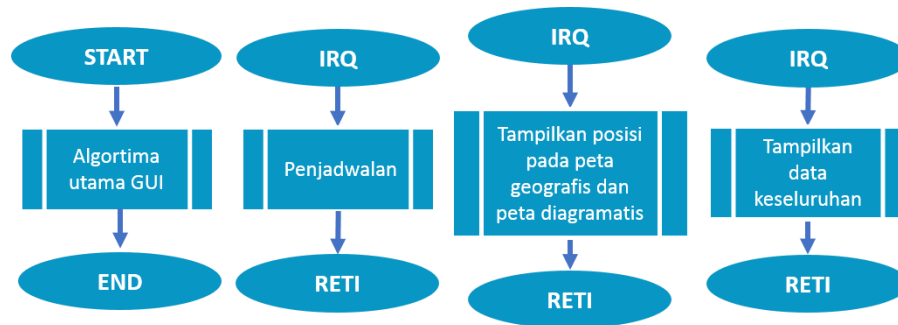 START
Algortima
utama GUI
END
IRQ
Penjadwalan
RETI
IRQ
Tampilkan posisi
pada peta
geografis dan
peta diagramatis
RETI
IRQ
Tampilkan
data
keseluruhan
RETI